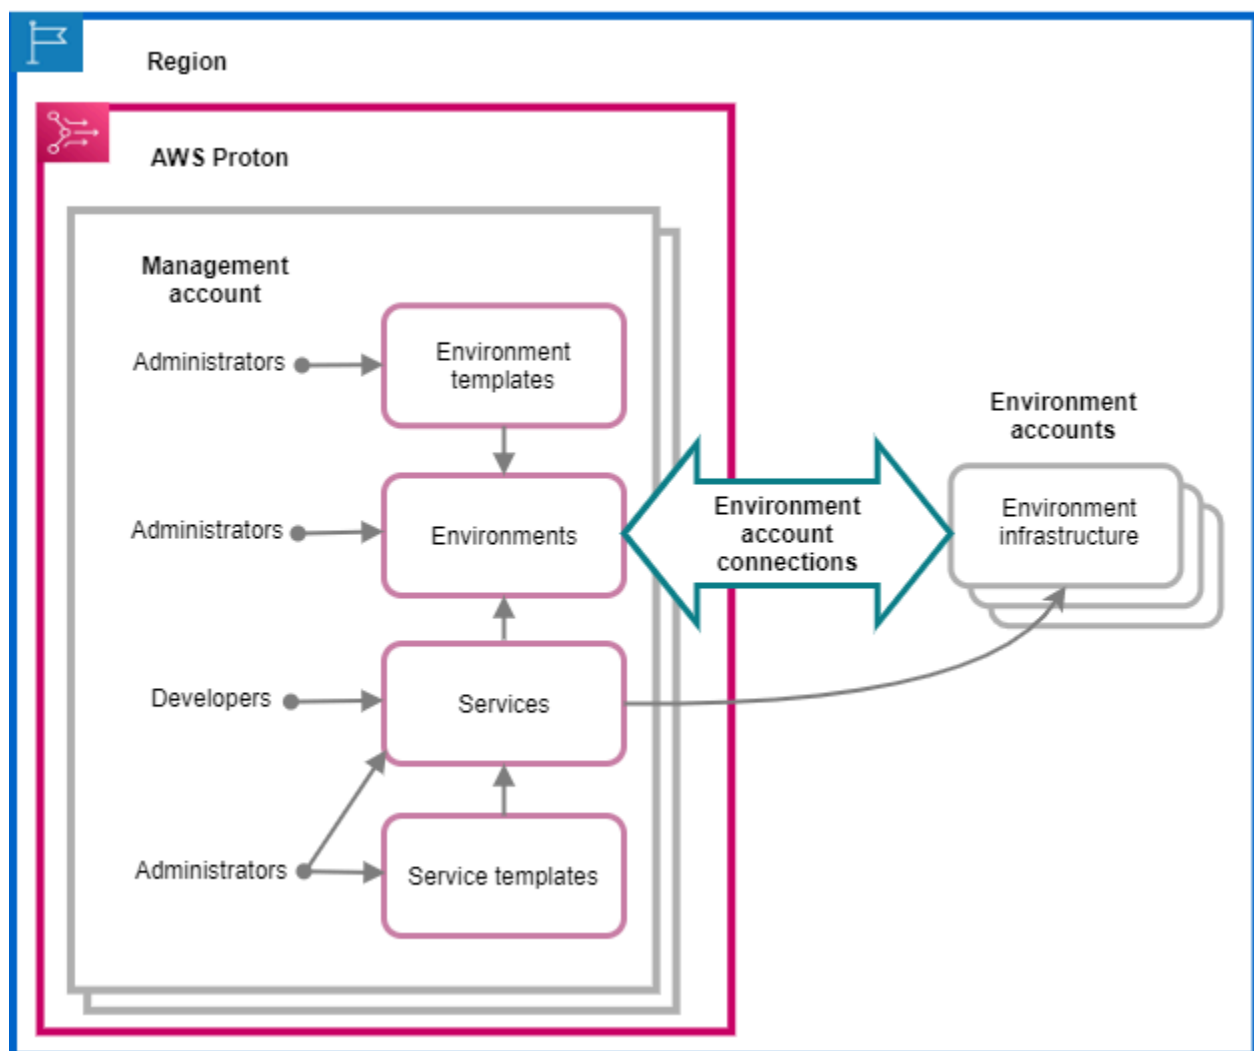 Region
AWS Proton
Management
account
Administrators
Environment
templates
Administrators
Environments
Developers
Services
Administrators
Service templates
Environment
account
connections
Environment
accounts
Environment
infrastructure